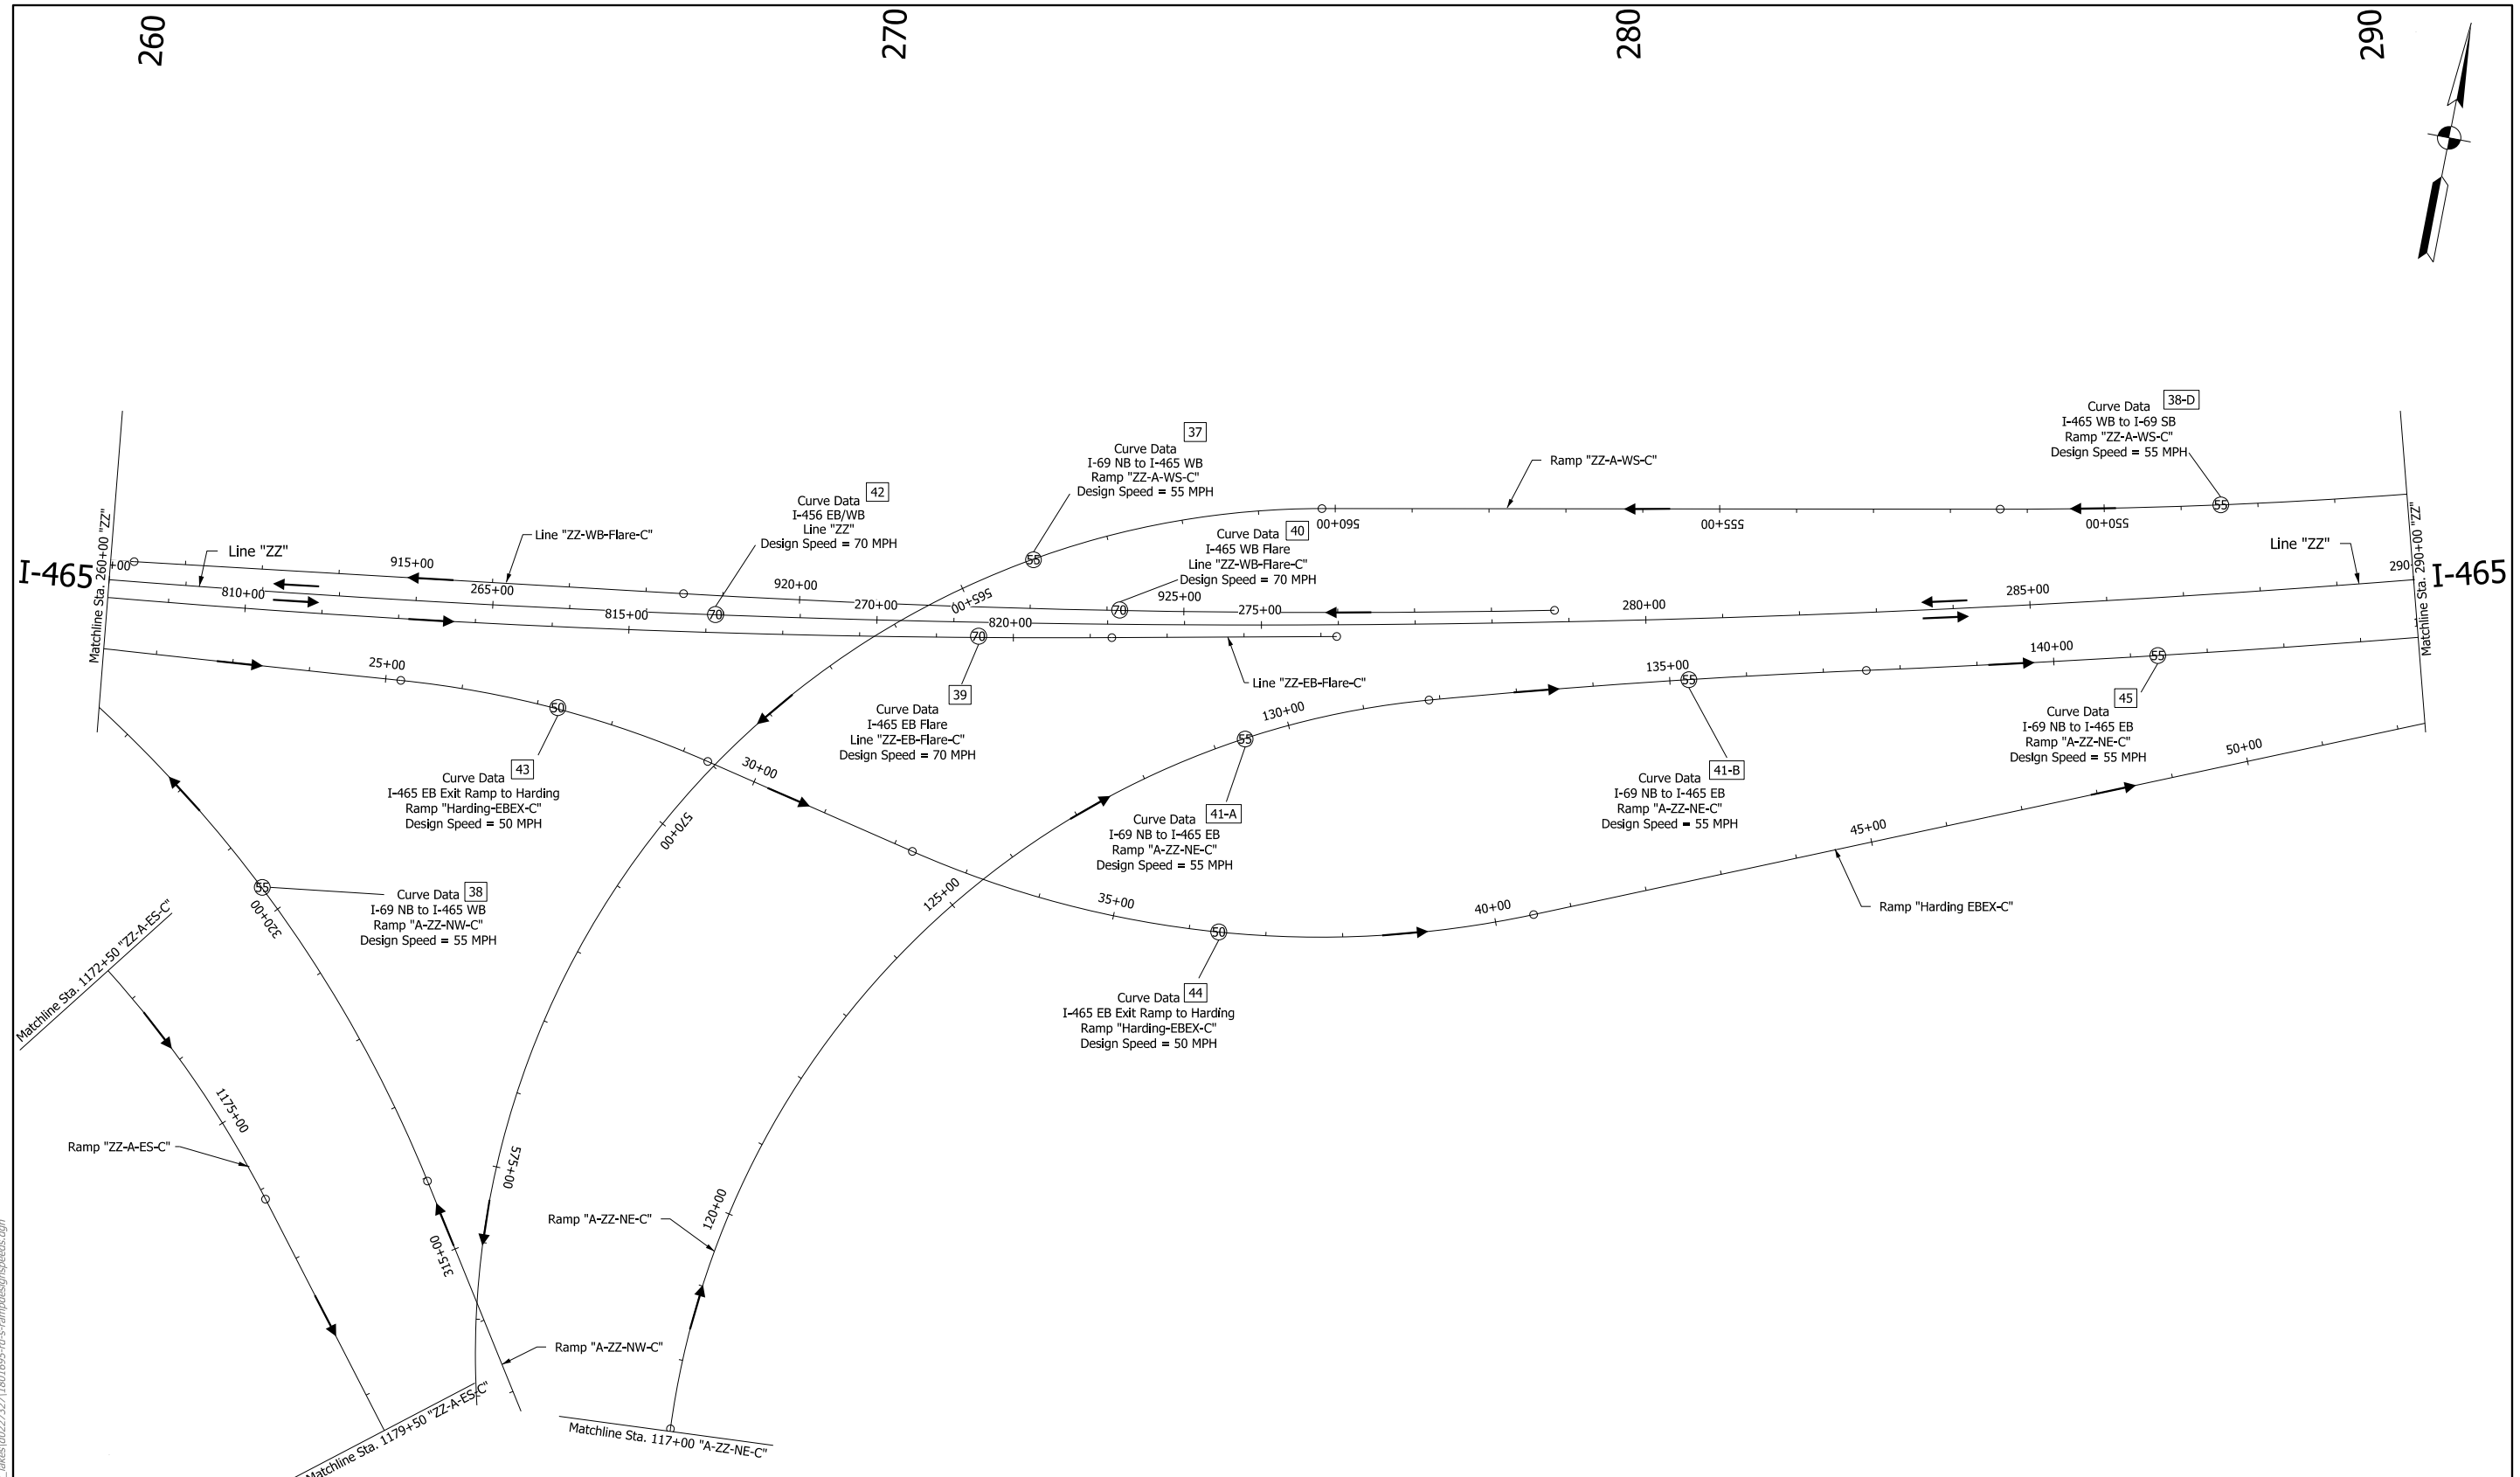 260
270
280
290
38-D
Curve Data
I-465 WB to I-69 SB
Ramp "ZZ-A-WS-C"
Design Speed = 55 MPH
37
Curve Data
I-69 NB to I-465 WB
Ramp "ZZ-A-WS-C"
Design Speed = 55 MPH
Ramp "ZZ-A-WS-C"
42
Curve Data
I-456 EB/WB
Line "ZZ"
Design Speed = 70 MPH
40
Curve Data
I-465 WB Flare
Line "ZZ-WB-Flare-C"
Design Speed = 70 MPH
55
55
560+00
555+00
550+00
Line "ZZ-WB-Flare-C"
Line "ZZ"
Line "ZZ"
Matchline Sta. 260+00 "ZZ"
Matchline Sta. 290+00 "ZZ"
I-465
I-465
+00
915+00
920+00
925+00
290
810+00
265+00
270+00
275+00
280+00
285+00
565+00
70
70
815+00
820+00
70
25+00
135+00
140+00
55
55
39
Curve Data
I-465 EB Flare
Line "ZZ-EB-Flare-C"
Design Speed = 70 MPH
Line "ZZ-EB-Flare-C"
45
Curve Data
I-69 NB to I-465 EB
Ramp "A-ZZ-NE-C"
Design Speed = 55 MPH
50
130+00
55
50+00
43
Curve Data
I-465 EB Exit Ramp to Harding
Ramp "Harding-EBEX-C"
Design Speed = 50 MPH
30+00
41-B
Curve Data
I-69 NB to I-465 EB
Ramp "A-ZZ-NE-C"
Design Speed = 55 MPH
41-A
Curve Data
I-69 NB to I-465 EB
Ramp "A-ZZ-NE-C"
Design Speed = 55 MPH
570+00
45+00
38
Curve Data
I-69 NB to I-465 WB
Ramp "A-ZZ-NW-C"
Design Speed = 55 MPH
55
320+00
125+00
35+00
40+00
Ramp "Harding EBEX-C"
50
Matchline Sta. 1172+50 "ZZ-A-ES-C"
44
Curve Data
I-465 EB Exit Ramp to Harding
Ramp "Harding-EBEX-C"
Design Speed = 50 MPH
1175+00
Ramp "ZZ-A-ES-C"
575+00
Ramp "A-ZZ-NE-C"
120+00
315+00
Ramp "A-ZZ-NW-C"
Matchline Sta. 1179+50 "ZZ-A-ES-C"
Matchline Sta. 117+00 "A-ZZ-NE-C"